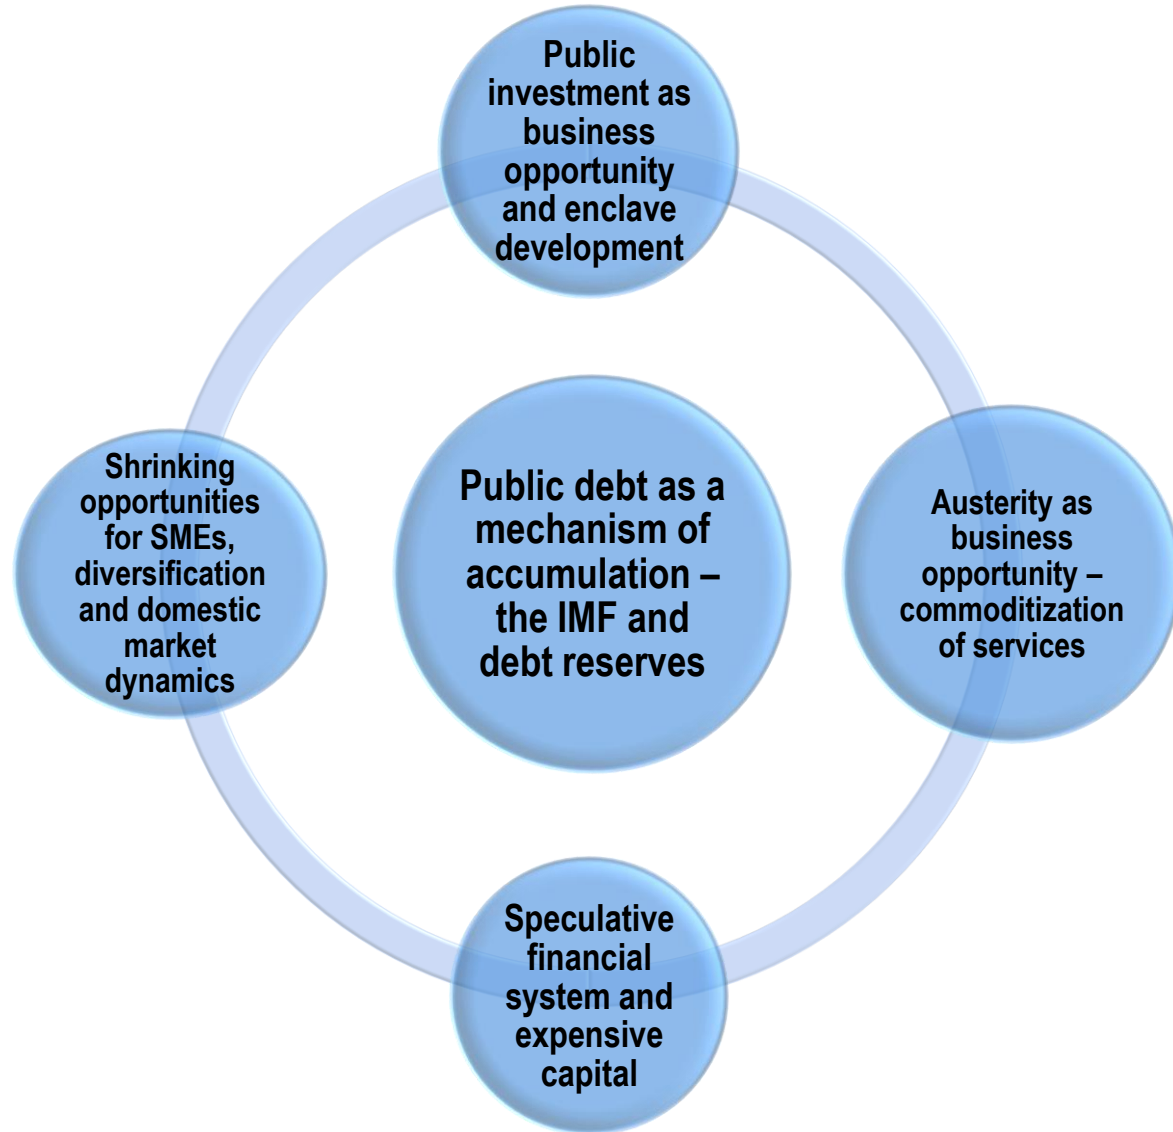 Public
investment as
business
opportunity
and enclave
development
Shrinking
opportunities
for SMEs,
diversification
and domestic
market
dynamics
Public debt as a
mechanism of
accumulation –
the IMF and
debt reserves
Austerity as
business
opportunity –
commoditization
of services
Speculative
financial
system and
expensive
capital